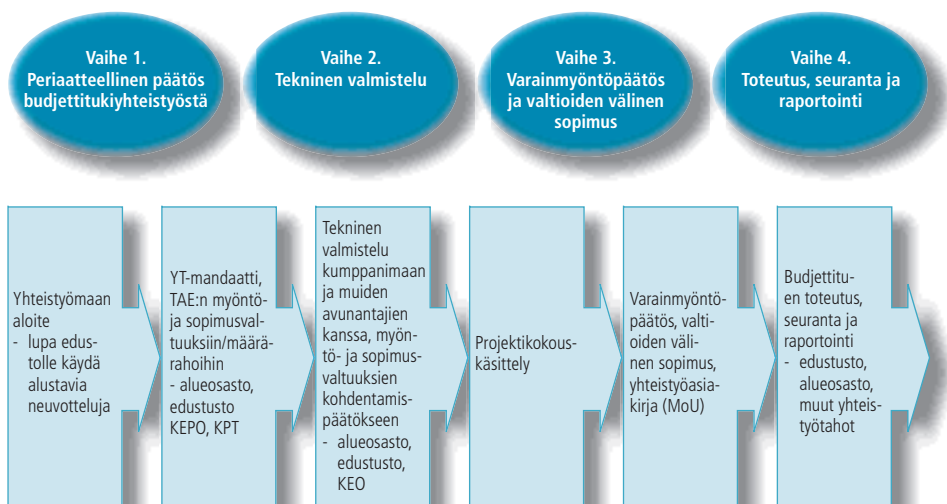 Vaihe 1.
Periaatteellinen päätös
budjettitukiyhteistyöstä
Vaihe 2.
Tekninen valmistelu
Vaihe 3.
Varainmyöntöpäätös
ja valtioiden välinen
sopimus
Vaihe 4.
Toteutus, seuranta ja
raportointi
Yhteistyömaan
aloite
- lupa edus-
tolle käydä
alustavia
neuvotteluja
YT-mandaatti,
TAE:n myöntö-
ja sopimusval-
tuuksiin/määrä-
rahoihin
- alueosasto,
edustusto
KEPO, KPT
Tekninen
valmistelu
kumppanimaan
ja muiden
avunantajien
kanssa, myön-
tö- ja sopimus-
valtuuksien
kohdentamis-
päätökseen
- alueosasto,
edustusto,
KEO
Projektikokous-
käsittely
Varainmyöntö-
päätös, valti-
oiden väli-
nen sopimus,
yhteistyöasia-
kirja (MoU)
Budjettitu-
en toteutus,
seuranta ja
raportointi
- edustusto,
alueosasto,
muut yhteis-
työtahot